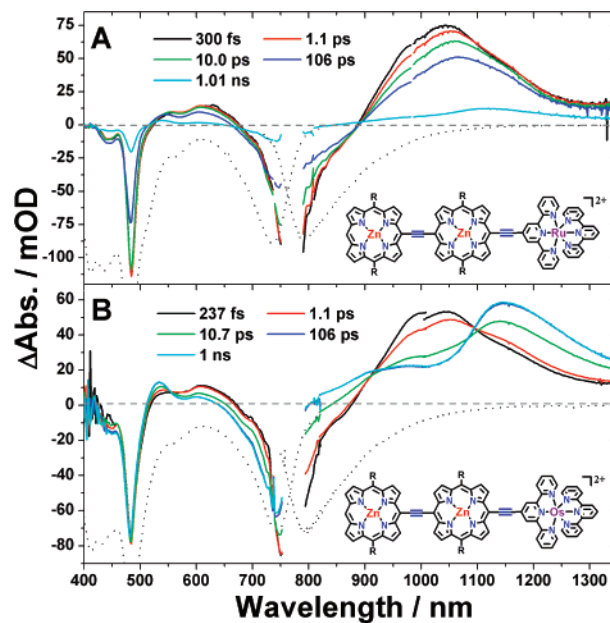 A
300 fs 1.1 ps
10.0 ps 106 ps
1.01 ns
75
50
25
0
-25
-50
-75
-100
R R 2+
N N N N Zn N N N N Zn N N N N N N Ru
R R
B
237 fs 1.1 ps
10.7 ps 106 ps
1 ns
60
40
20
0
-20
-40
-60
-80
R R 2+
N N N N Zn N N N N Zn N N N N N N Os
R R
ΔAbs. / mOD
400 500 600 700 800 900 1000 1100 1200 1300
Wavelength / nm